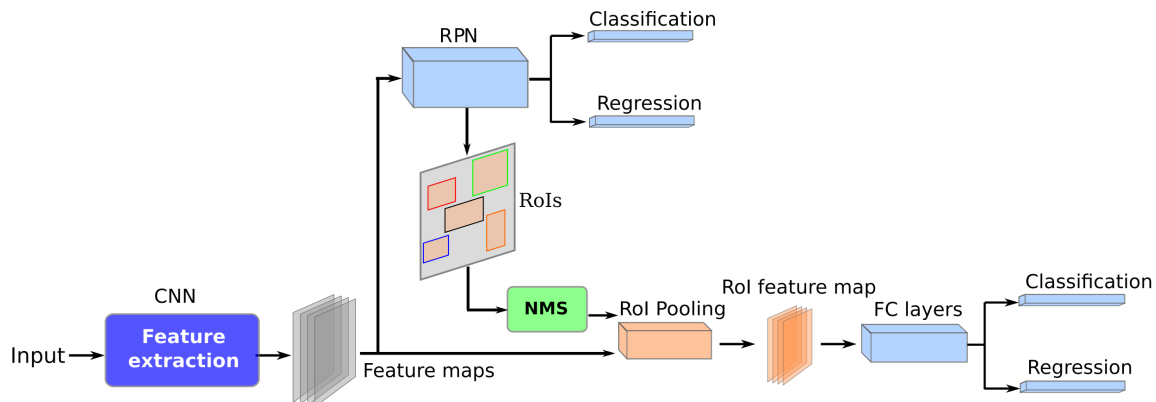 Classification
RPN
Regression
RoIs
CNN
Feature
extraction
Input
Feature maps
NMS
RoI Pooling
RoI feature map
FC layers
Classification
Regression